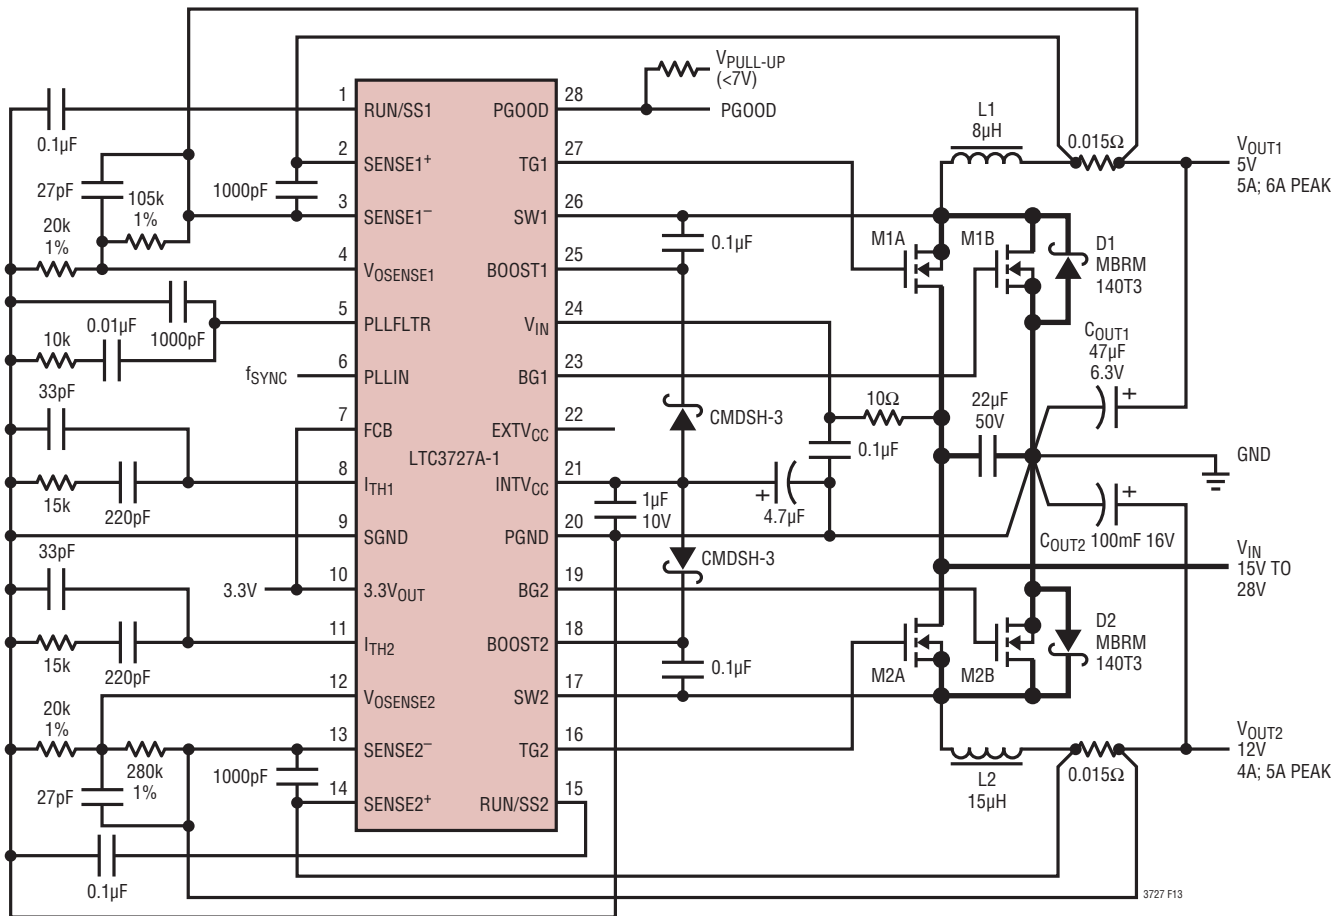 V_PULL-UP
(<7V)
1
RUN/SS1
PGOOD
28
PGOOD
0.1µF
L1
8µH
0.015Ω
V_OUT1
5V
5A; 6A PEAK
2
SENSE1⁺
TG1
27
27pF
105k
1%
1000pF
3
SENSE1⁻
SW1
26
20k
1%
0.1µF
M1A
M1B
D1
MBRM
140T3
4
V_OSENSE1
BOOST1
25
5
PLLFLTR
V_IN
24
0.01µF
1000pF
10k
C_OUT1
47µF
6.3V
+
f_SYNC
6
PLLIN
BG1
23
33pF
7
FCB
EXTV_CC
22
CMDSH-3
10Ω
22µF
50V
0.1µF
LTC3727A-1
GND
8
I_TH1
INTV_CC
21
15k
220pF
1µF
10V
+
4.7µF
+
9
SGND
PGND
20
33pF
CMDSH-3
C_OUT2 100mF 16V
V_IN
15V TO
28V
3.3V
10
3.3V_OUT
BG2
19
11
I_TH2
BOOST2
18
15k
220pF
0.1µF
M2A
M2B
D2
MBRM
140T3
12
V_OSENSE2
SW2
17
20k
1%
13
SENSE2⁻
TG2
16
280k
1%
27pF
1000pF
L2
15µH
0.015Ω
V_OUT2
12V
4A; 5A PEAK
14
SENSE2⁺
RUN/SS2
15
0.1µF
3727 F13